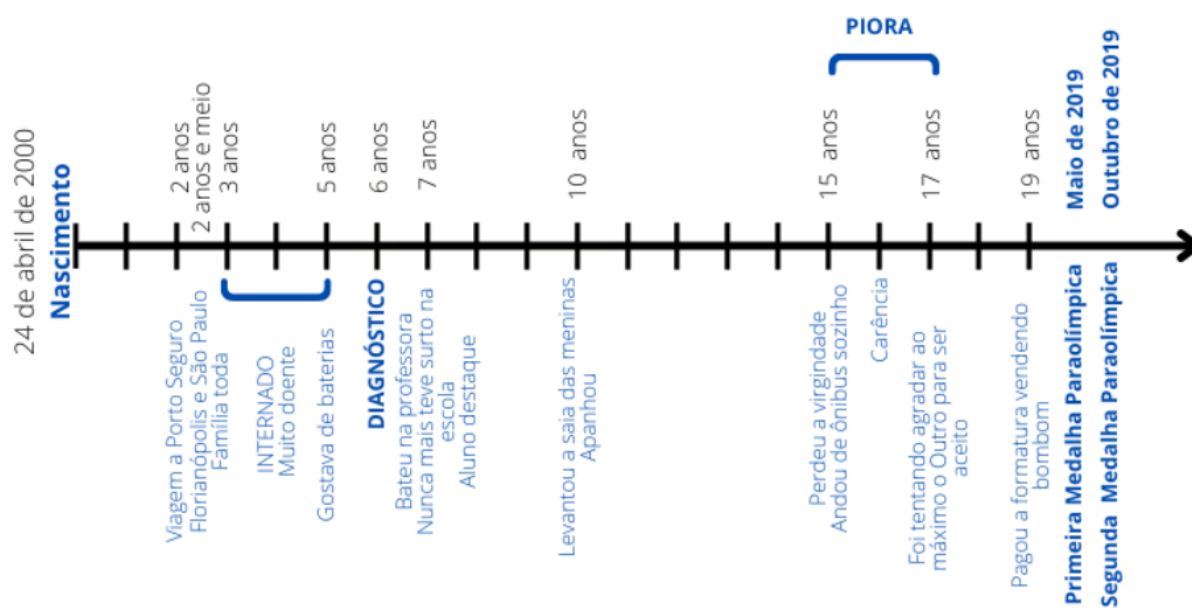 24 de abril de 2000
Nascimento
2 anos
2 anos e meio
3 anos
5 anos
6 anos
7 anos
10 anos
15 anos
17 anos
19 anos
PIORA
Maio de 2019
Outubro de 2019
Viagem a Porto Seguro
Florianópolis e São Paulo
Família toda
INTERNADO
Muito doente
Gostava de baterias
DIAGNÓSTICO
Bateu na professora
Nunca mais teve surto na
escola
Aluno destaque
Levantou a saia das meninas
Apanhou
Perdeu a virgindade
Andou de ônibus sozinho
Carência
Foi tentando agradar ao
máximo o Outro para ser
aceito
Pagou a formatura vendendo
bombom
Primeira Medalha Paraolímpica
Segunda Medalha Paraolímpica